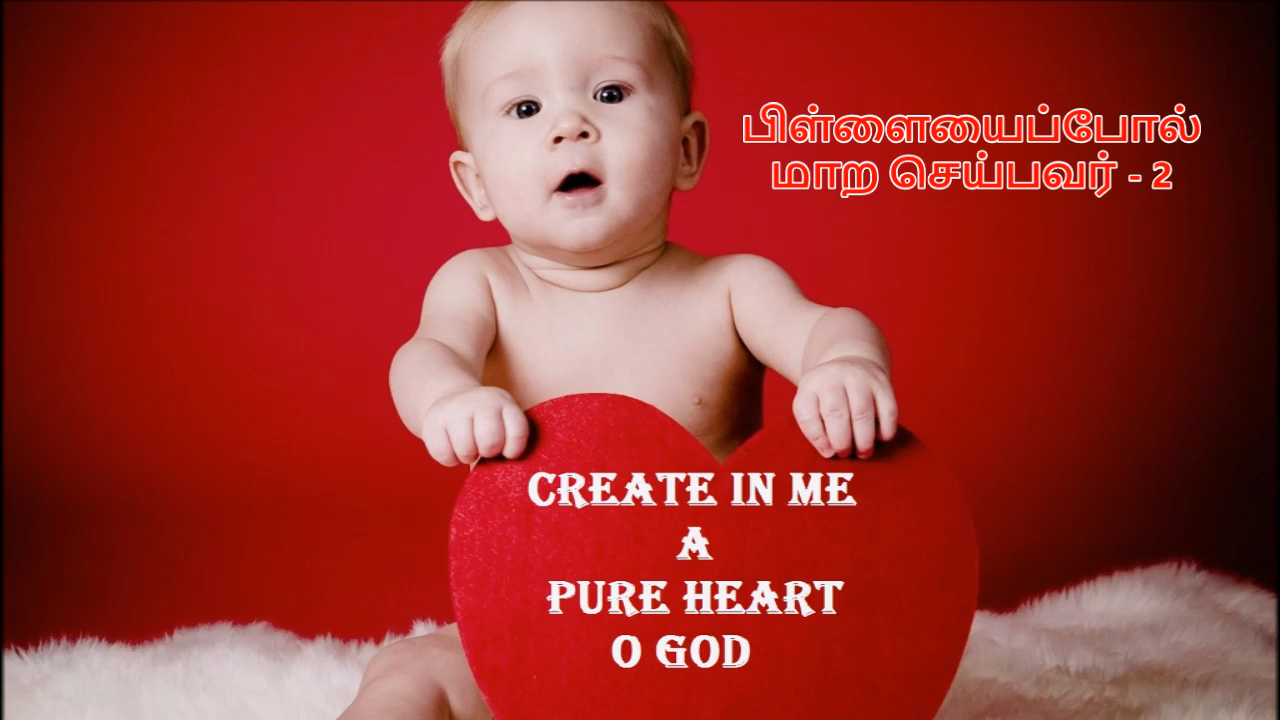 பிள்ளையைப்போல்
மாற செய்பவர் - 2
CREATE IN ME
A
PURE HEART
O GOD